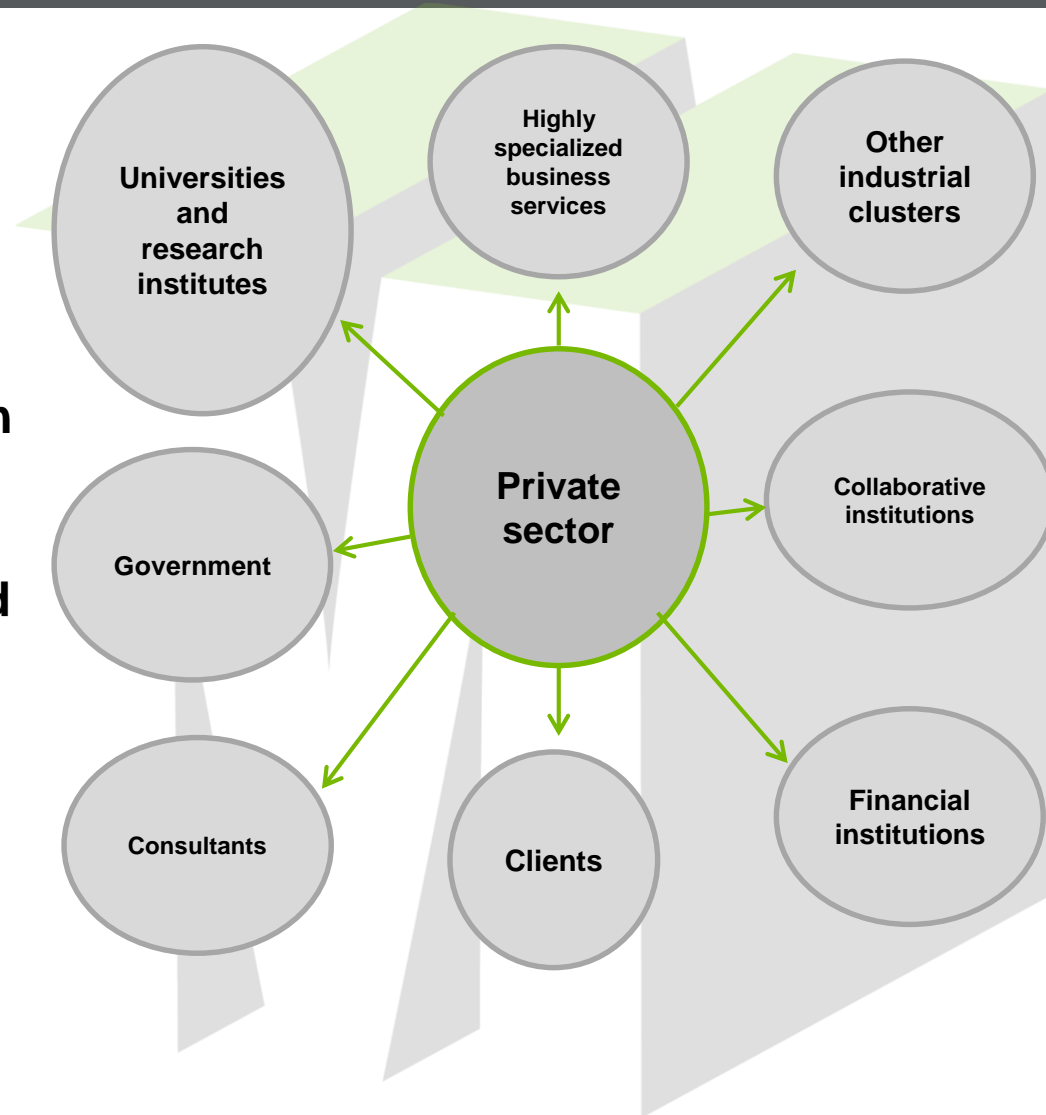 Universities
and
research
institutes
Highly
specialized
business
services
Other
industrial
clusters
Private
sector
Government
Collaborative
institutions
Consultants
Clients
Financial
institutions